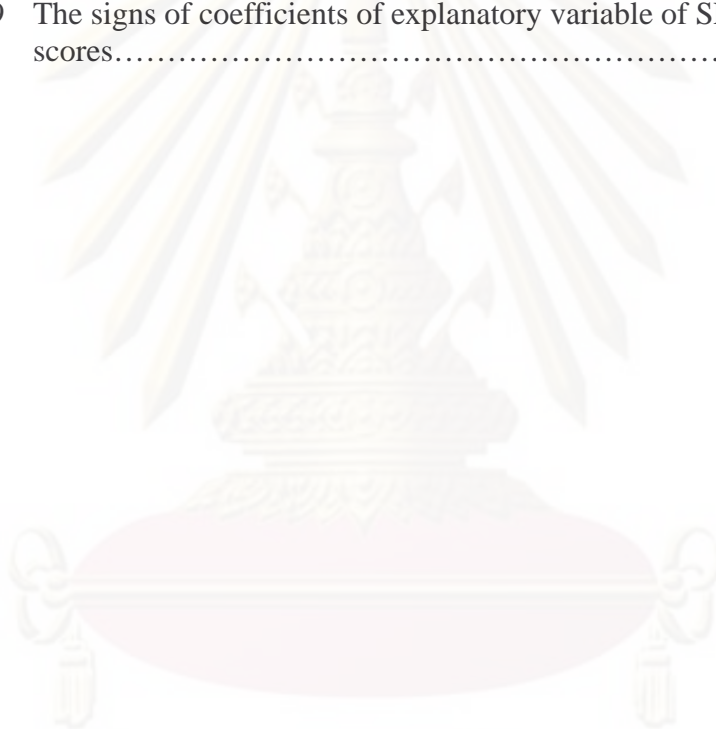 The signs of coefficients of explanatory variable of
scores……………………………………………………